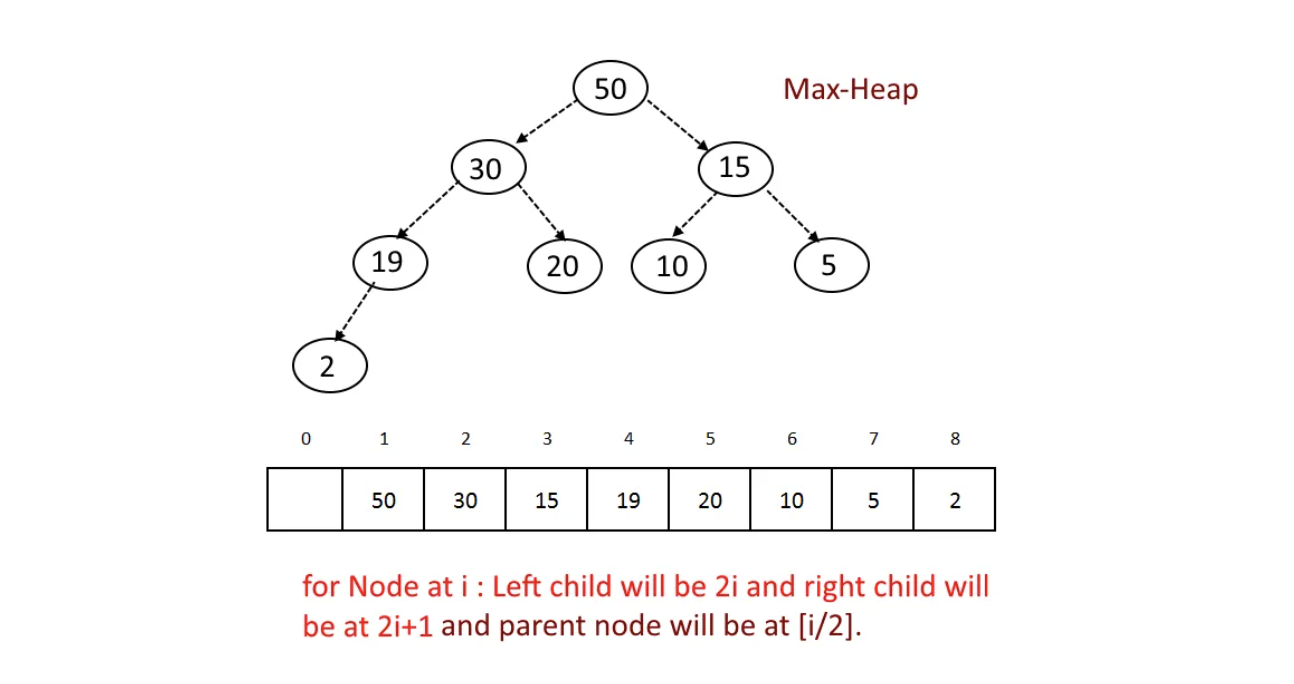 50
Max-Heap
30
15
19
20
10
5
2
0 1 2 3 4 5 6 7 8
50 30 15 19 20 10 5 2
for Node at i : Left child will be 2i and right child will
be at 2i+1 and parent node will be at [i/2].